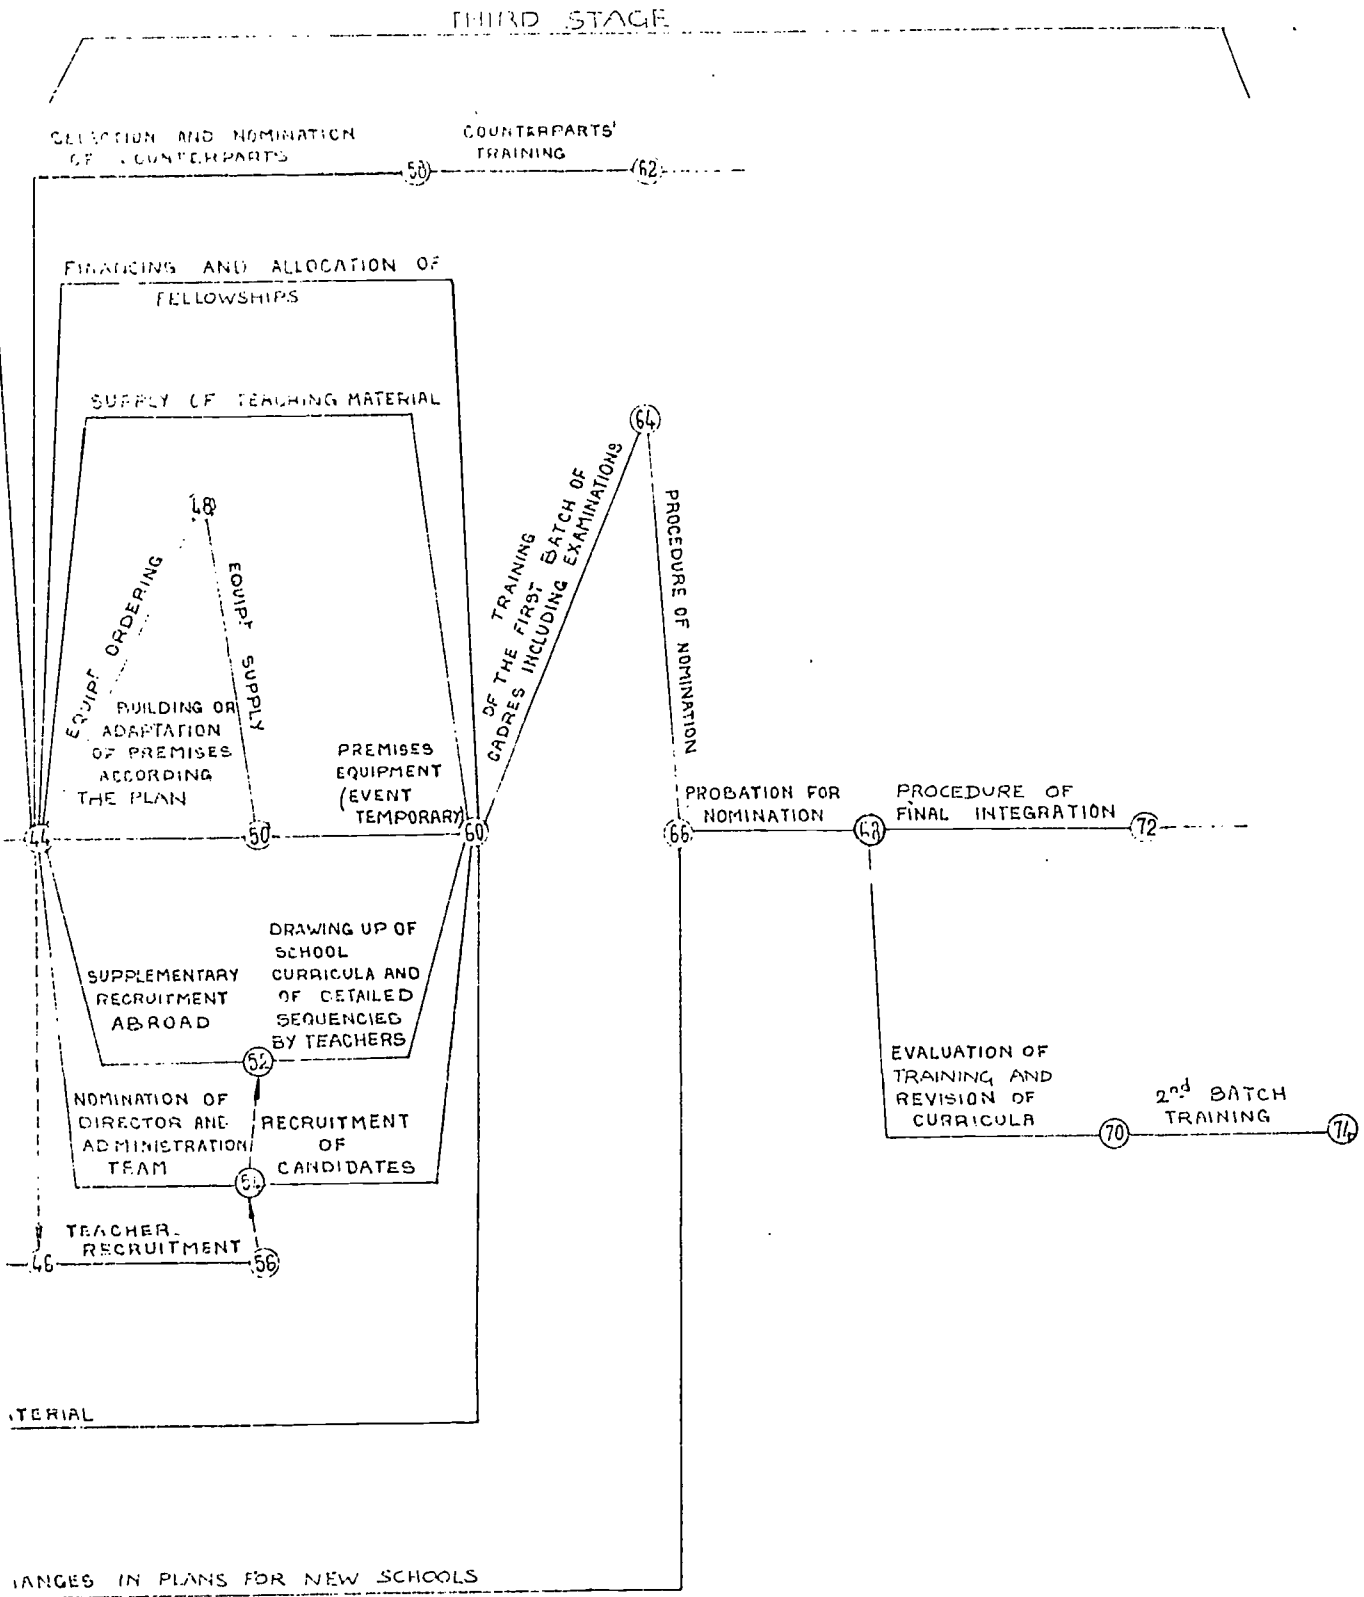 THIRD STAGE
SELECTION AND NOMINATION
OF COUNTERPARTS
58
COUNTERPARTS'
TRAINING
62
FINANCING AND ALLOCATION OF
FELLOWSHIPS
SUPPLY OF TEACHING MATERIAL
64
48
EQUIPt ORDERING
EQUIPt SUPPLY
TRAINING
OF THE FIRST BATCH OF
CADRES INCLUDING EXAMINATIONS
PROCEDURE OF NOMINATION
BUILDING OR
ADAPTATION
OF PREMISES
ACCORDING
THE PLAN
PREMISES
EQUIPMENT
(EVENT
TEMPORARY)
44
50
60
66
PROBATION FOR
NOMINATION
68
PROCEDURE OF
FINAL INTEGRATION
72
SUPPLEMENTARY
RECRUITMENT
ABROAD
DRAWING UP OF
SCHOOL
CURRICULA AND
OF DETAILED
SEQUENCIES
BY TEACHERS
52
NOMINATION OF
DIRECTOR AND
ADMINISTRATION
TEAM
RECRUITMENT
OF
CANDIDATES
54
EVALUATION OF
TRAINING AND
REVISION OF
CURRICULA
70
2nd BATCH
TRAINING
74
TEACHER
RECRUITMENT
46
56
TERIAL
ANGES IN PLANS FOR NEW SCHOOLS